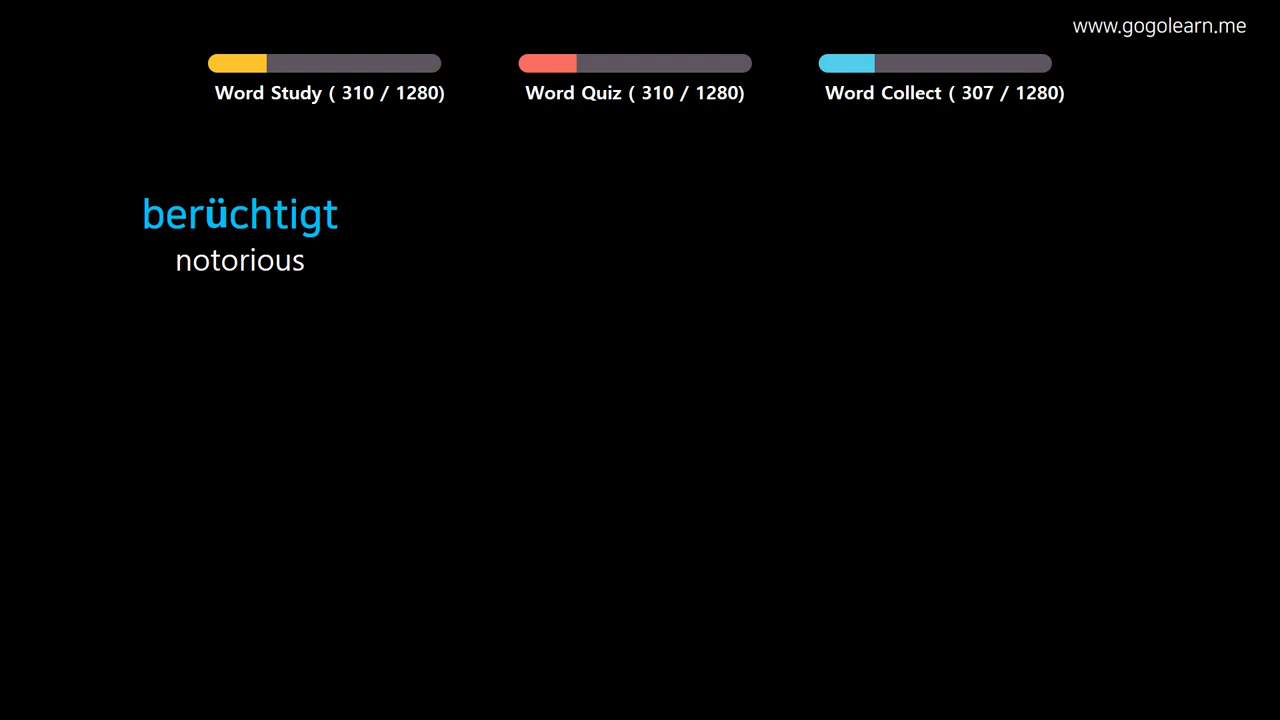 www.gogolearn.me
Word Study ( 310 / 1280)
Word Quiz ( 310 / 1280)
Word Collect ( 307 / 1280)
berüchtigt
notorious